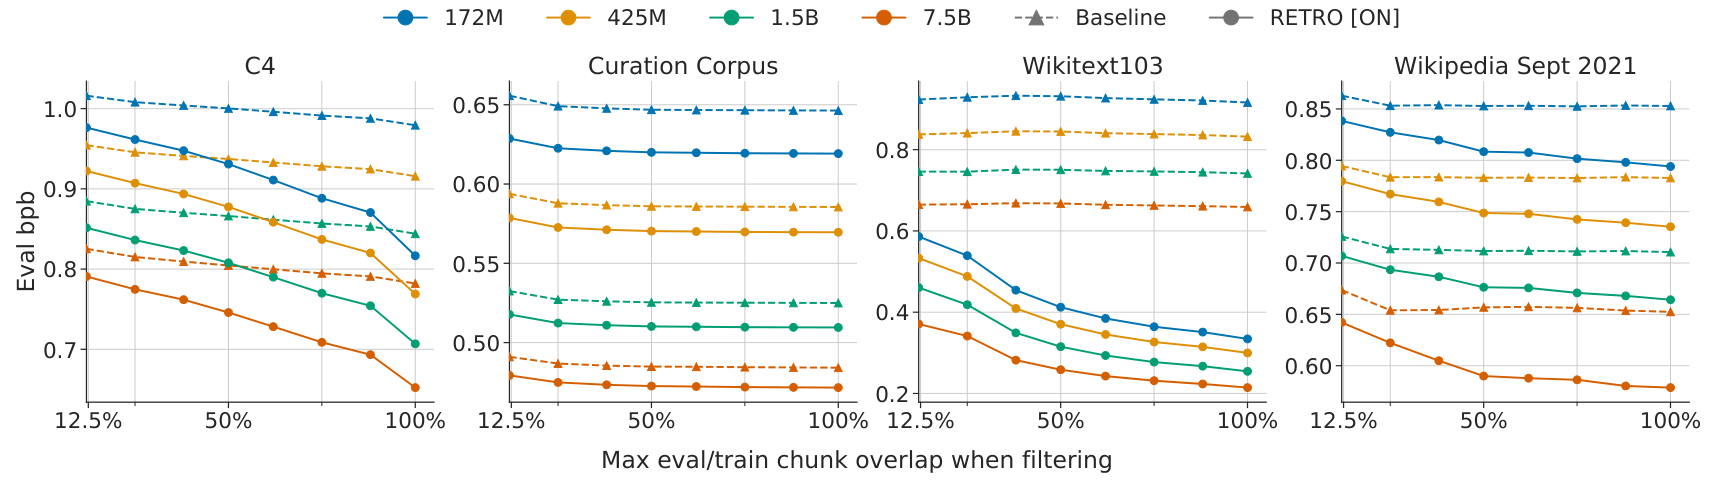 172M 425M 1.5B 7.5B Baseline RETRO [ON]
C4 Curation Corpus Wikitext103 Wikipedia Sept 2021
Eval bpb
1.0
0.9
0.8
0.7
12.5% 50% 100%
0.65
0.60
0.55
0.50
12.5% 50% 100%
0.8
0.6
0.4
0.2
12.5% 50% 100%
0.85
0.80
0.75
0.70
0.65
0.60
12.5% 50% 100%
Max eval/train chunk overlap when filtering